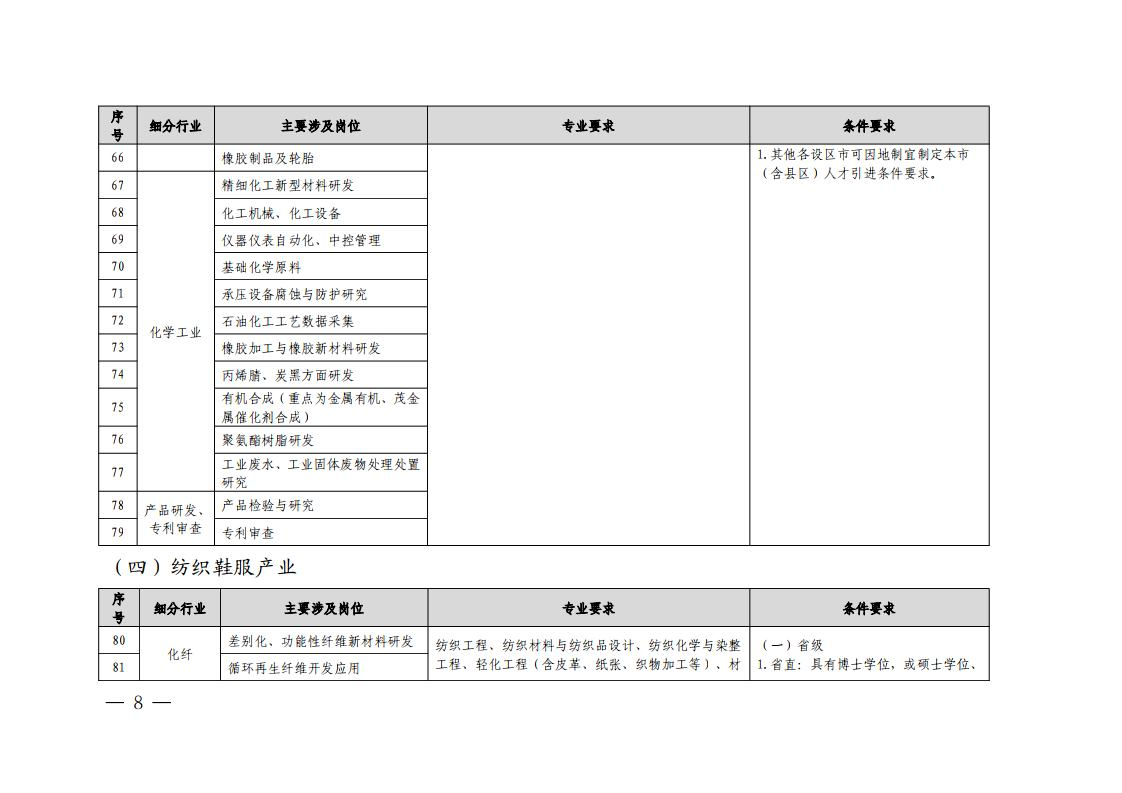 序号 细分行业 主要涉及岗位 专业要求 条件要求
66 橡胶制品及轮胎 1.其他各设区市可因地制宜制定本市
（含县区）人才引进条件要求。
67 精细化工新型材料研发
68 化工机械、化工设备
69 仪器仪表自动化、中控管理
70 基础化学原料
71 承压设备腐蚀与防护研究
化学工业
72 石油化工工艺数据采集
73 橡胶加工与橡胶新材料研发
74 丙烯腈、炭黑方面研发
75 有机合成（重点为金属有机、茂金
属催化剂合成）
76 聚氨酯树脂研发
77 工业废水、工业固体废物处理处置
研究
78 产品研发、 产品检验与研究
79 专利审查 专利审查
（四）纺织鞋服产业
序号 细分行业 主要涉及岗位 专业要求 条件要求
80 化纤 差别化、功能性纤维新材料研发 纺织工程、纺织材料与纺织品设计、纺织化学与染整 （一）省级
81 循环再生纤维开发应用 工程、轻化工程（含皮革、纸张、织物加工等）、材 1.省直：具有博士学位，或硕士学位、
— 8 —